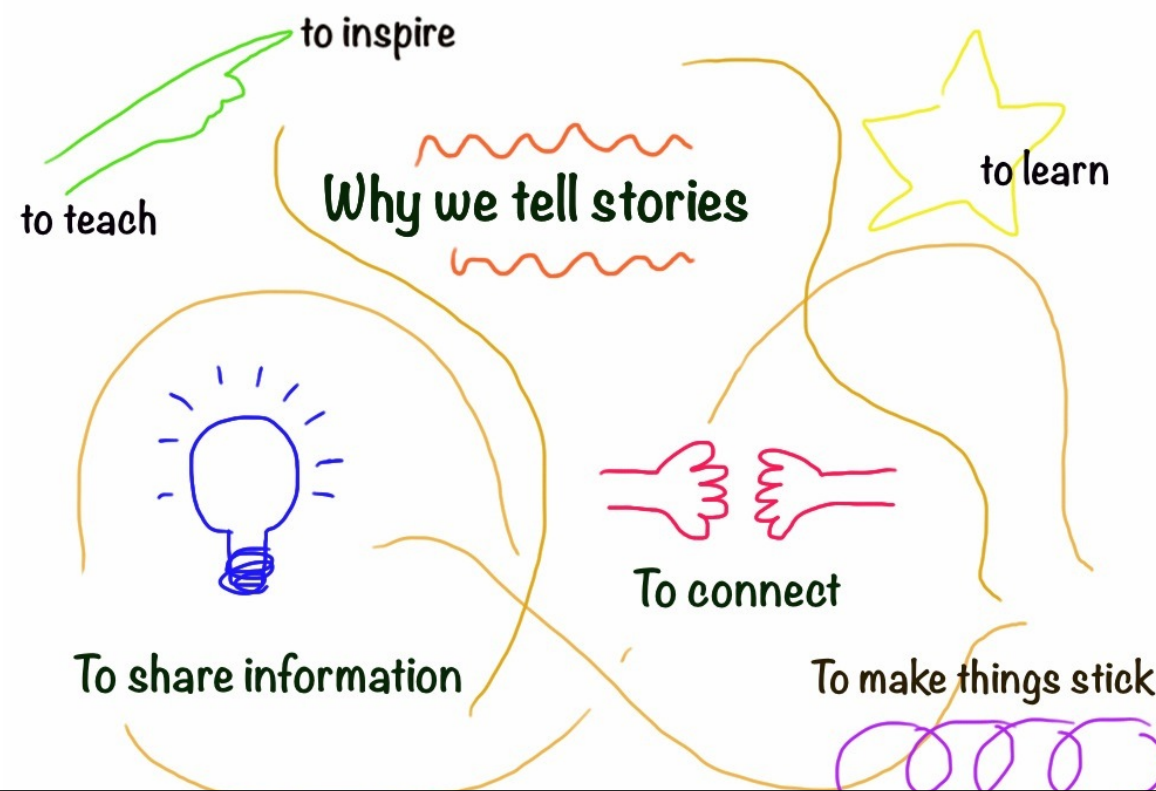 to inspire
to teach
Why we tell stories
to learn
To connect
To share information
To make things stick